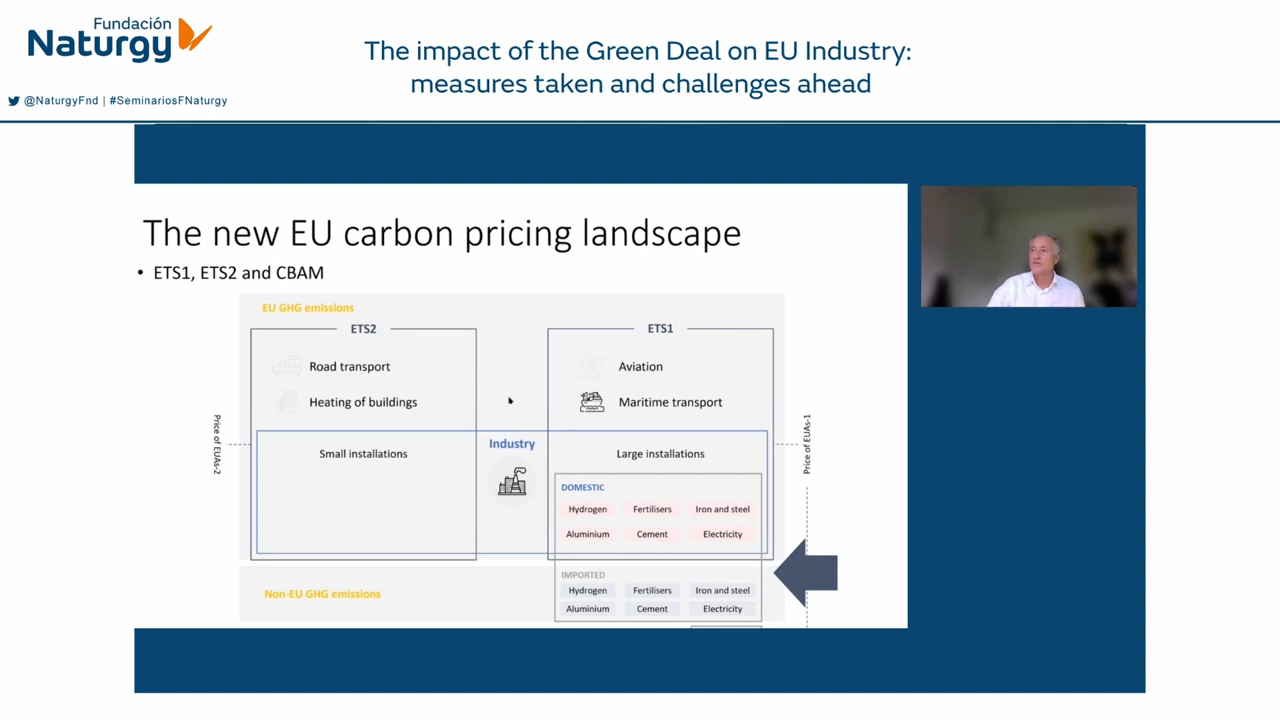 Fundación
Naturgy
@NaturgyFnd | #SeminariosFNaturgy
The impact of the Green Deal on EU Industry:
measures taken and challenges ahead
The new EU carbon pricing landscape
• ETS1, ETS2 and CBAM
EU GHG emissions
ETS2
Road transport
Heating of buildings
Small installations
Price of EUAs-2
Industry
ETS1
Aviation
Maritime transport
Large installations
Price of EUAs-1
DOMESTIC
Hydrogen Fertilisers Iron and steel
Aluminium Cement Electricity
Non-EU GHG emissions
IMPORTED
Hydrogen Fertilisers Iron and steel
Aluminium Cement Electricity